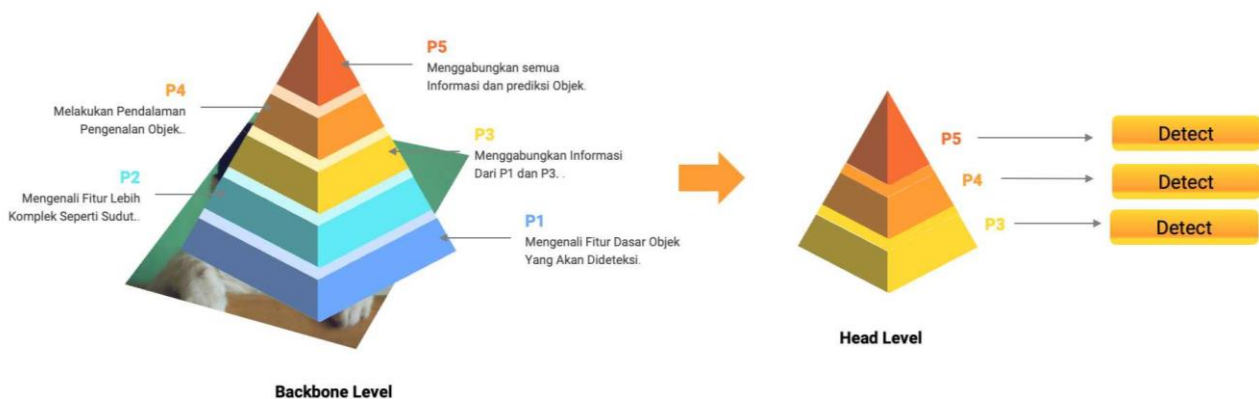 P5
Menggabungkan semua
Informasi dan prediksi Objek.
P4
Melakukan Pendalaman
Pengenalan Objek..
P3
Menggabungkan Informasi
Dari P1 dan P3. .
P2
Mengenali Fitur Lebih
Komplek Seperti Sudut..
P1
Mengenali Fitur Dasar Objek
Yang Akan Dideteksi.
Backbone Level
P5
Detect
P4
Detect
P3
Detect
Head Level